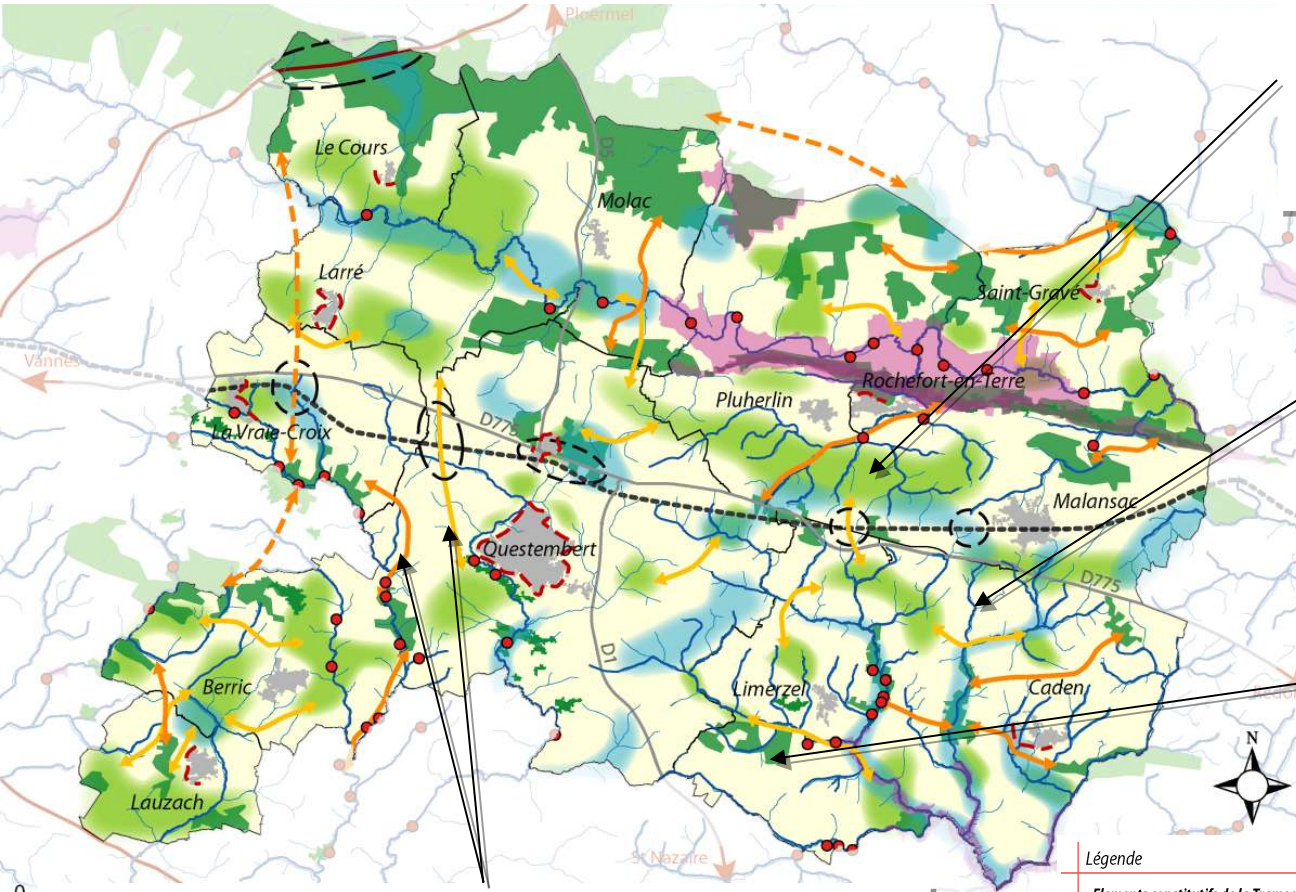 Ploermel
D5
Le Cours
Molac
Larré
Saint-Gravé
Vannes
Rochefort-en-Terre
Pluherlin
La Vraie-Croix
D775
Malansac
Questembert
D775
D1
Berric
Limerzel
Caden
N
Lauzach
St Nazaire
Légende
0